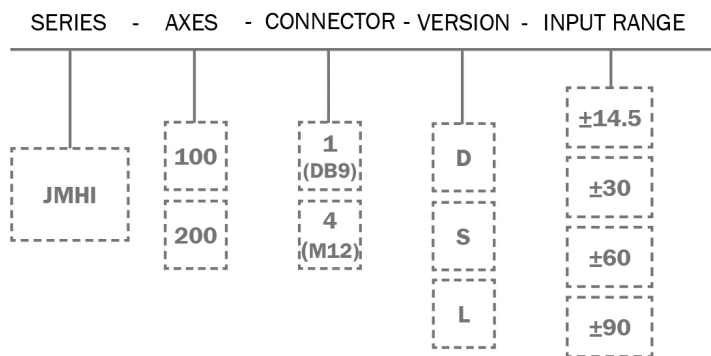 SERIES - AXES - CONNECTOR - VERSION - INPUT RANGE
JMHI
100
200
1
(DB9)
4
(M12)
D
S
L
±14.5
±30
±60
±90